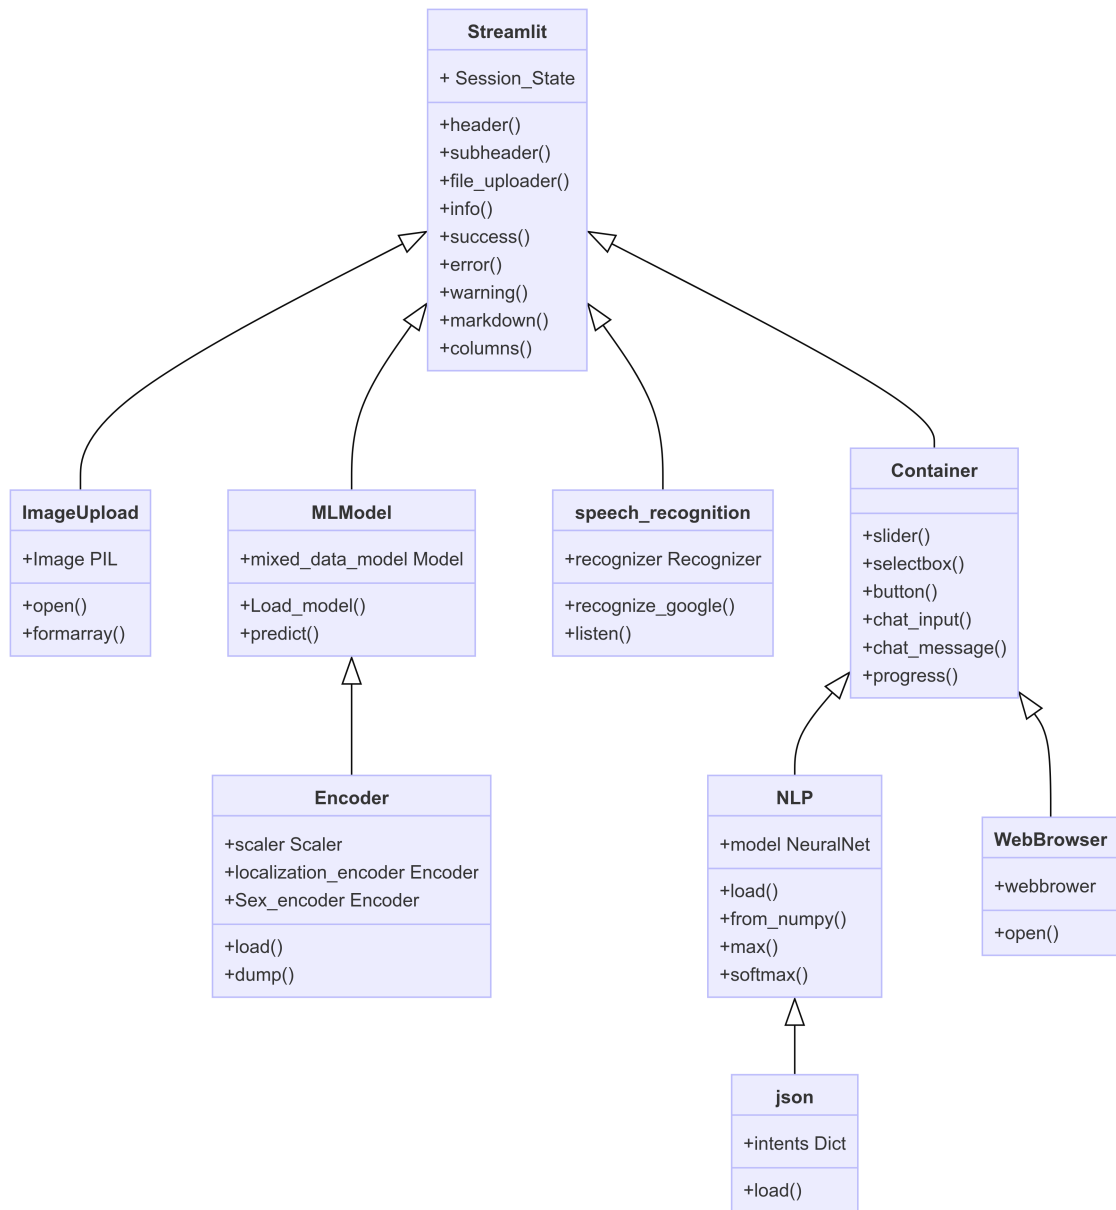 Streamlit
+ Session_State
+header()
+subheader()
+file_uploader()
+info()
+success()
+error()
+warning()
+markdown()
+columns()
ImageUpload
+Image PIL
+open()
+formarray()
MLModel
+mixed_data_model Model
+Load_model()
+predict()
speech_recognition
+recognizer Recognizer
+recognize_google()
+listen()
Container
+slider()
+selectbox()
+button()
+chat_input()
+chat_message()
+progress()
Encoder
+scaler Scaler
+localization_encoder Encoder
+Sex_encoder Encoder
+load()
+dump()
NLP
+model NeuralNet
+load()
+from_numpy()
+max()
+softmax()
WebBrowser
+webbrower
+open()
json
+intents Dict
+load()